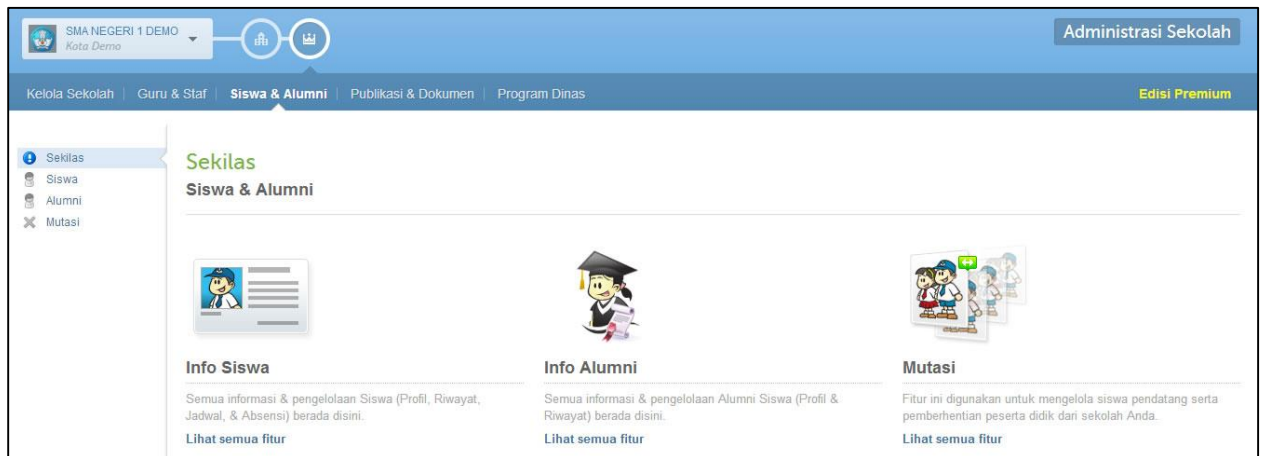 SMA NEGERI 1 DEMO
Kota Demo
Administrasi Sekolah
Kelola Sekolah
Guru & Staf
Siswa & Alumni
Publikasi & Dokumen
Program Dinas
Edisi Premium
Sekilas
Siswa
Alumni
Mutasi
Sekilas
Siswa & Alumni
Info Siswa
Semua informasi & pengelolaan Siswa (Profil, Riwayat,
Jadwal, & Absensi) berada disini.
Lihat semua fitur
Info Alumni
Semua informasi & pengelolaan Alumni Siswa (Profil &
Riwayat) berada disini.
Lihat semua fitur
Mutasi
Fitur ini digunakan untuk mengelola siswa pendatang serta
pemberhentian peserta didik dari sekolah Anda.
Lihat semua fitur